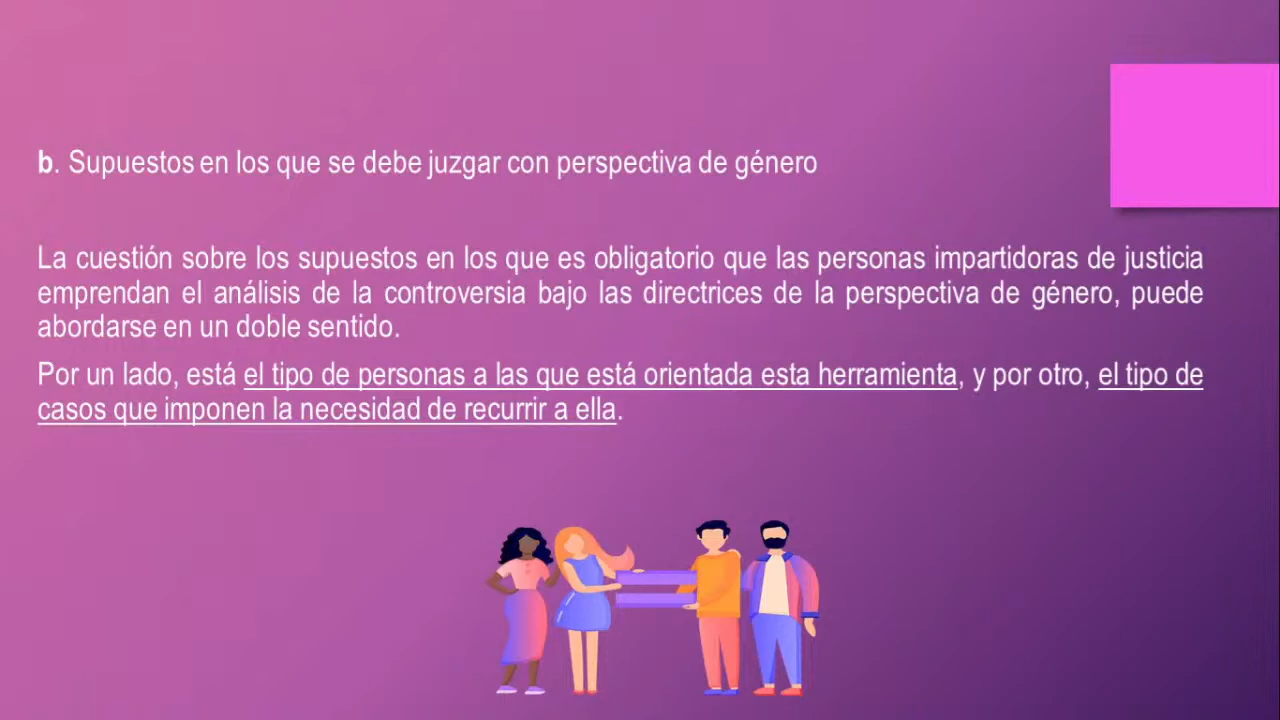 b. Supuestos en los que se debe juzgar con perspectiva de género
La cuestión sobre los supuestos en los que es obligatorio que las personas impartidoras de justicia
emprendan el análisis de la controversia bajo las directrices de la perspectiva de género, puede
abordarse en un doble sentido.
Por un lado, está el tipo de personas a las que está orientada esta herramienta, y por otro, el tipo de
casos que imponen la necesidad de recurrir a ella.